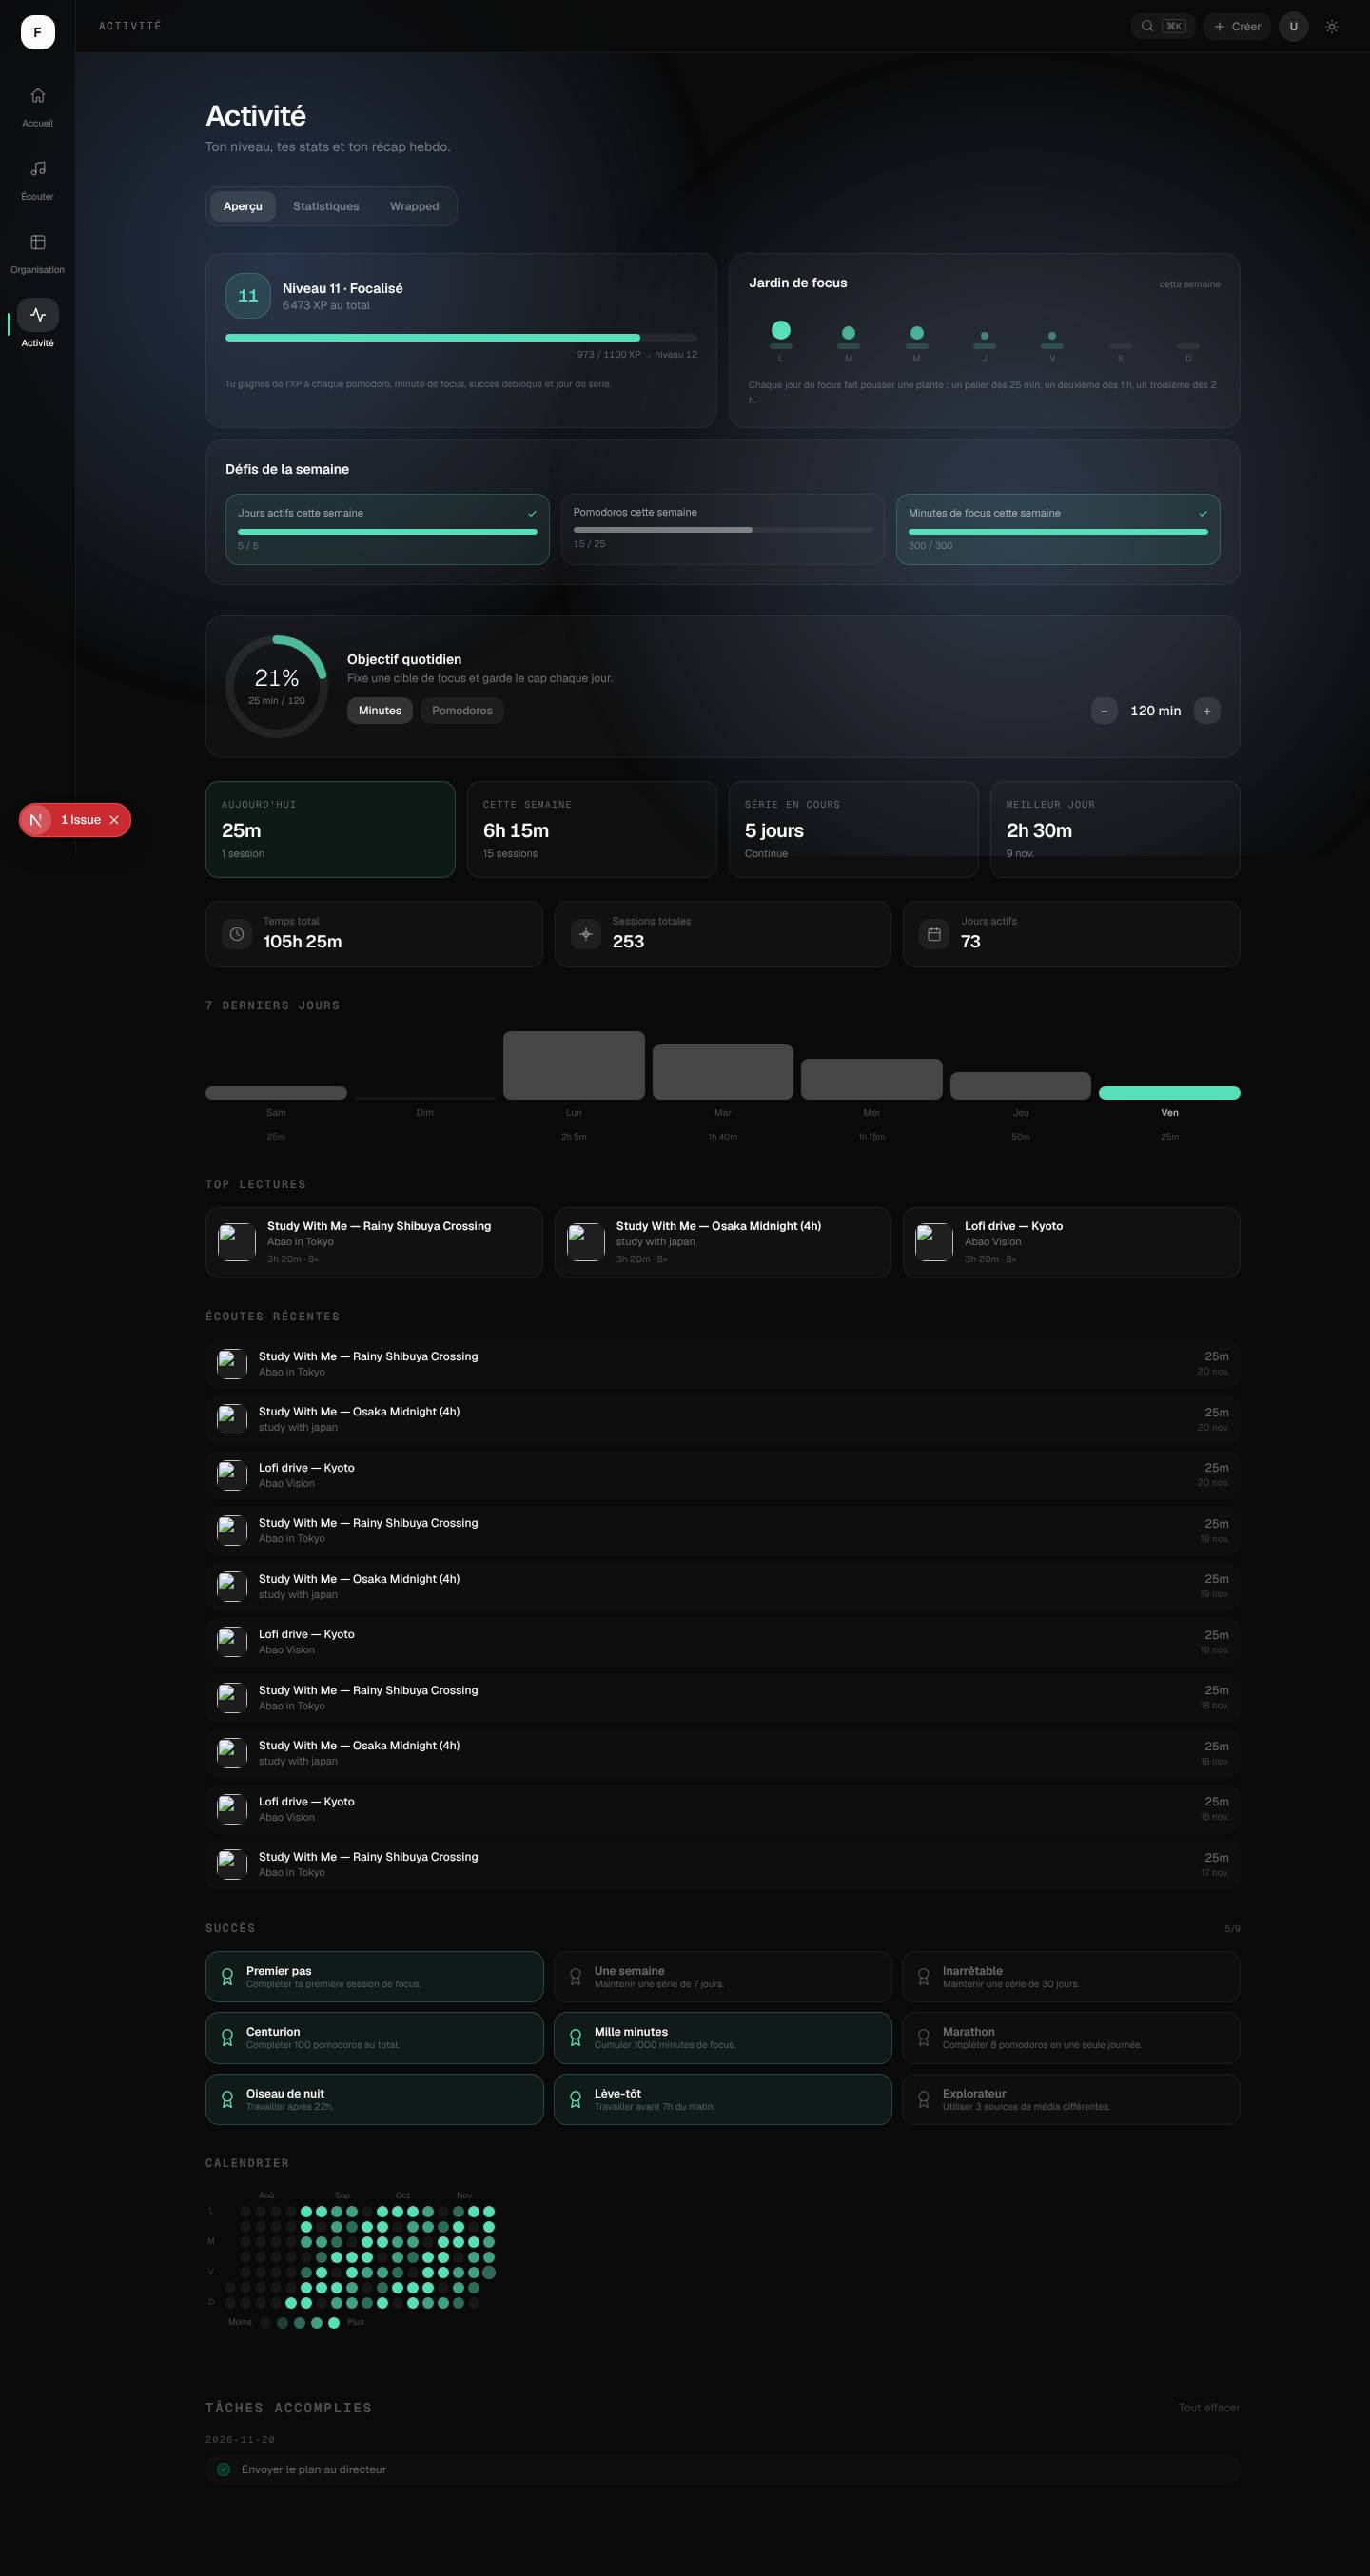 F
ACTIVITÉ
⌘K
Créer
U
Accueil
Écouter
Organisation
Activité
Activité
Ton niveau, tes stats et ton récap hebdo.
Aperçu
Statistiques
Wrapped
11
Niveau 11 · Focalisé
6 473 XP au total
973 / 1100 XP → niveau 12
Tu gagnes de l'XP à chaque pomodoro, minute de focus, succès débloqué et jour de série.
Jardin de focus
cette semaine
L M M J V S D
Chaque jour de focus fait pousser une plante : un palier dès 25 min, un deuxième dès 1 h, un troisième dès 2
h.
Défis de la semaine
Jours actifs cette semaine
5 / 5
Pomodoros cette semaine
15 / 25
Minutes de focus cette semaine
300 / 300
21%
25 min / 120
Objectif quotidien
Fixe une cible de focus et garde le cap chaque jour.
Minutes
Pomodoros
− 120 min +
1 Issue
AUJOURD'HUI
25m
1 session
CETTE SEMAINE
6h 15m
15 sessions
SÉRIE EN COURS
5 jours
Continue
MEILLEUR JOUR
2h 30m
9 nov.
Temps total
105h 25m
Sessions totales
253
Jours actifs
73
7 DERNIERS JOURS
Sam Dim Lun Mar Mer Jeu Ven
25m 2h 5m 1h 40m 1h 15m 50m 25m
TOP LECTURES
Study With Me — Rainy Shibuya Crossing
Abao in Tokyo
3h 20m · 8×
Study With Me — Osaka Midnight (4h)
study with japan
3h 20m · 8×
Lofi drive — Kyoto
Abao Vision
3h 20m · 8×
ÉCOUTES RÉCENTES
Study With Me — Rainy Shibuya Crossing
Abao in Tokyo
25m
20 nov.
Study With Me — Osaka Midnight (4h)
study with japan
25m
20 nov.
Lofi drive — Kyoto
Abao Vision
25m
20 nov.
Study With Me — Rainy Shibuya Crossing
Abao in Tokyo
25m
19 nov.
Study With Me — Osaka Midnight (4h)
study with japan
25m
19 nov.
Lofi drive — Kyoto
Abao Vision
25m
19 nov.
Study With Me — Rainy Shibuya Crossing
Abao in Tokyo
25m
18 nov.
Study With Me — Osaka Midnight (4h)
study with japan
25m
18 nov.
Lofi drive — Kyoto
Abao Vision
25m
18 nov.
Study With Me — Rainy Shibuya Crossing
Abao in Tokyo
25m
17 nov.
SUCCÈS
5/9
Premier pas
Compléter ta première session de focus.
Une semaine
Maintenir une série de 7 jours.
Inarrêtable
Maintenir une série de 30 jours.
Centurion
Compléter 100 pomodoros au total.
Mille minutes
Cumuler 1000 minutes de focus.
Marathon
Compléter 8 pomodoros en une seule journée.
Oiseau de nuit
Travailler après 22h.
Lève-tôt
Travailler avant 7h du matin.
Explorateur
Utiliser 3 sources de média différentes.
CALENDRIER
Aoû Sep Oct Nov
L
M
V
D
Moins Plus
TÂCHES ACCOMPLIES
Tout effacer
2026-11-20
Envoyer le plan au directeur